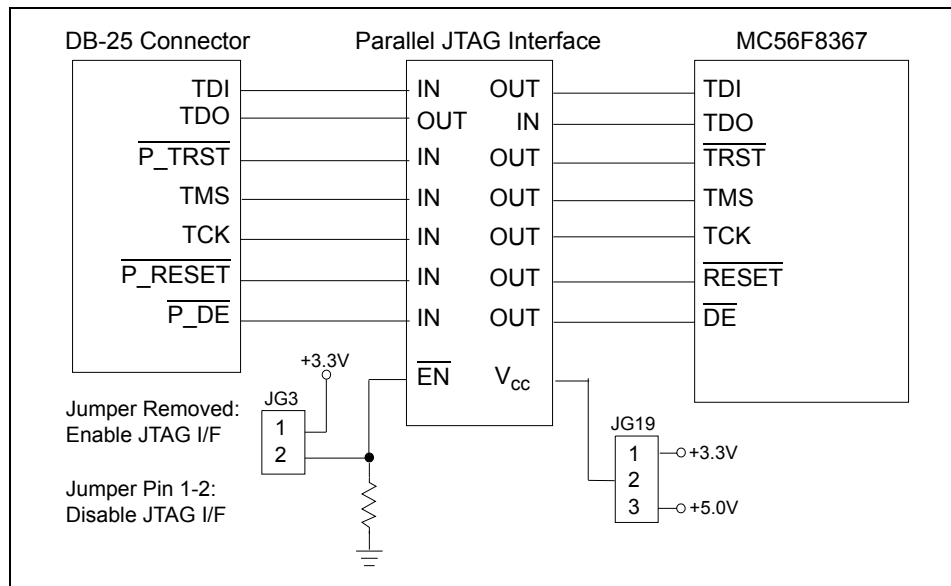 DB-25 Connector
Parallel JTAG Interface
MC56F8367
TDI
IN
OUT
TDI
TDO
OUT
IN
TDO
P_TRST
IN
OUT
TRST
TMS
IN
OUT
TMS
TCK
IN
OUT
TCK
P_RESET
IN
OUT
RESET
P_DE
IN
OUT
DE
EN
Vcc
+3.3V
JG3
1
2
Jumper Removed:
Enable JTAG I/F
Jumper Pin 1-2:
Disable JTAG I/F
JG19
1
+3.3V
2
3
+5.0V